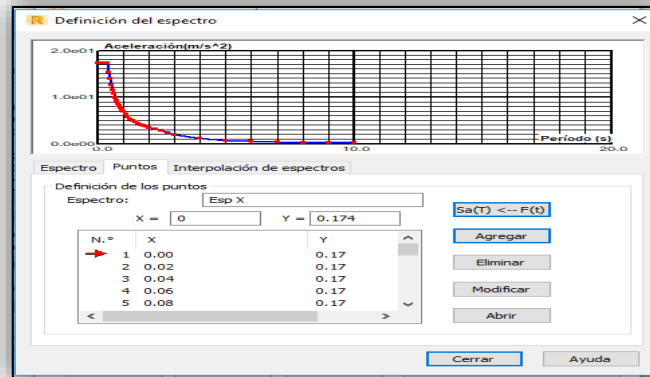 R Definición del espectro
Aceleración(m/s^2)
2.0e01
1.0e01
0.0e00
Período (s)
0.0 10.0 20.0
Espectro Puntos Interpolación de espectros
Definición de los puntos
Espectro: Esp X
X = 0 Y = 0.174
N.° X Y
1 0.00 0.17
2 0.02 0.17
3 0.04 0.17
4 0.06 0.17
5 0.08 0.17
Sa(T) <-- F(t)
Agregar
Eliminar
Modificar
Abrir
Cerrar Ayuda